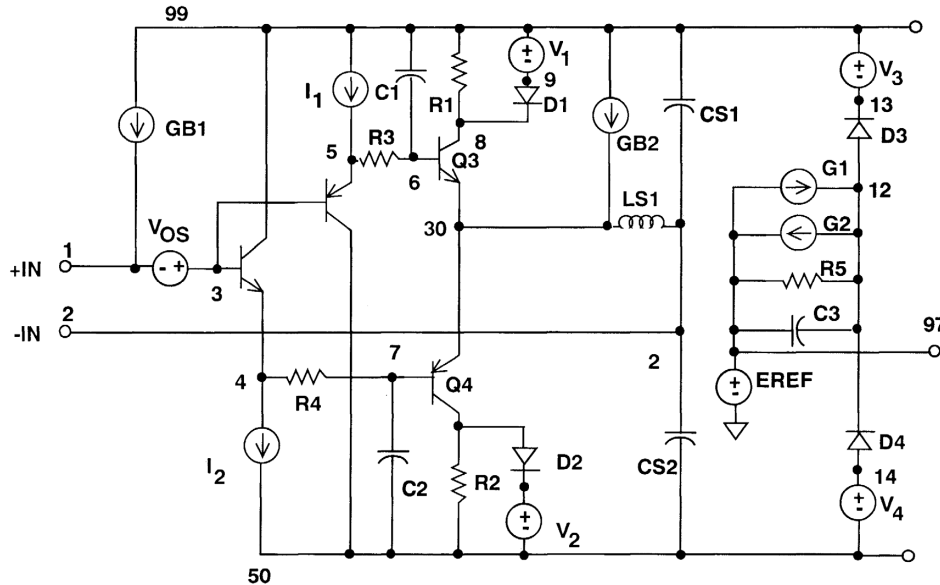 99
GB1
I1
C1
R1
V1
9
D1
8
R3
5
6
Q3
GB2
CS1
V3
13
D3
G1
12
G2
LS1
30
R5
VOS
- +
1
+IN
3
2
-IN
C3
97
7
2
EREF
4
R4
Q4
I2
C2
R2
D2
CS2
D4
14
V4
V2
50